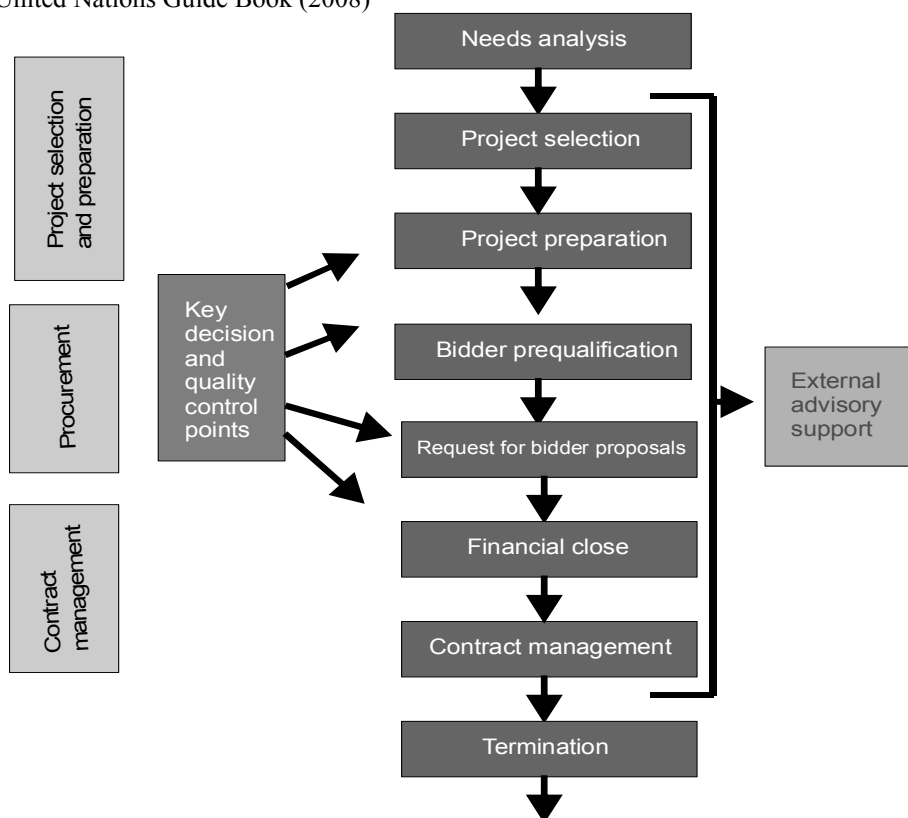 United Nations Guide Book (2008)
Needs analysis
Project selection
and preparation
Project selection
Project preparation
Key
decision
and
quality
control
points
Procurement
Bidder prequalification
External
advisory
support
Request for bidder proposals
Contract
management
Financial close
Contract management
Termination